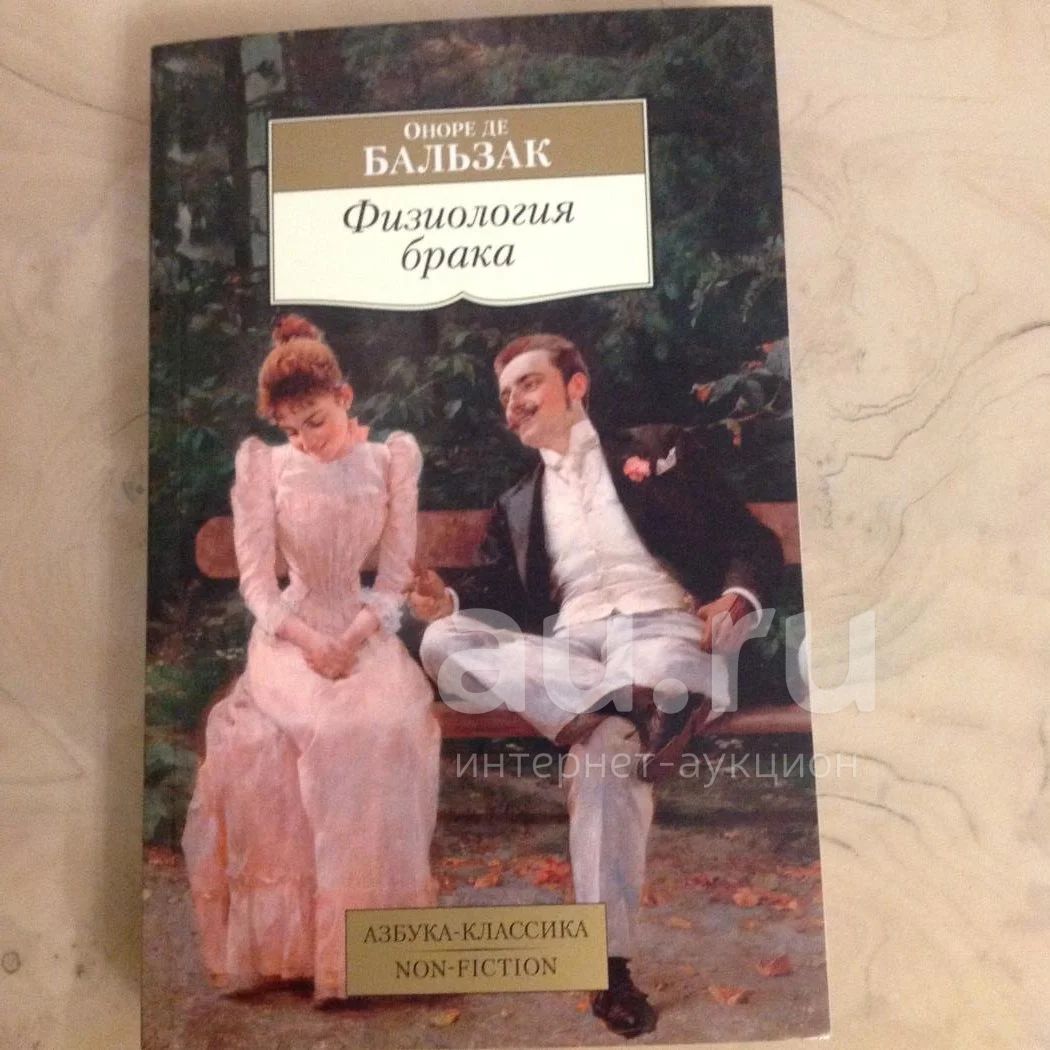 Оноре де
БАЛЬЗАК
Физиология
брака
au.ru
интернет-аукцион
АЗБУКА-КЛАССИКА
NON-FICTION